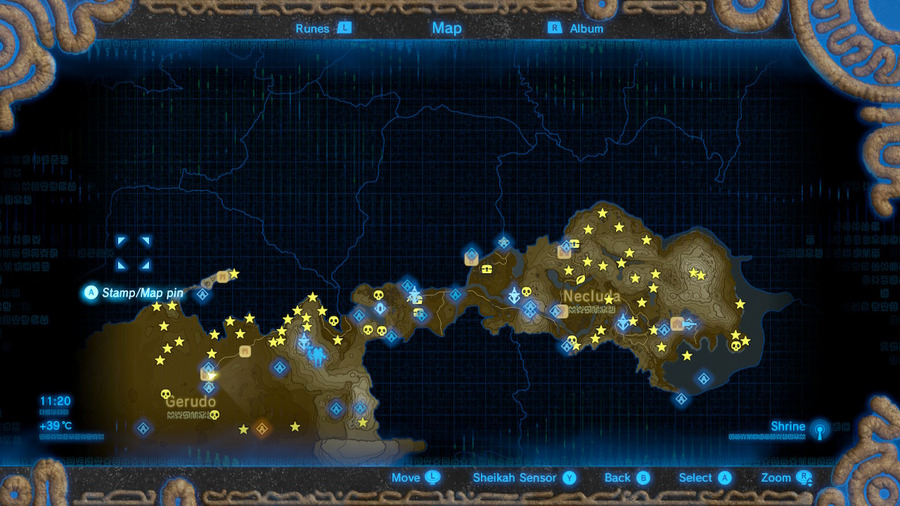 Runes L
Map
R Album
Necluda
A Stamp/Map pin
Gerudo
11:20
+39°C
Shrine
Move L
Sheikah Sensor Y
Back B
Select A
Zoom R